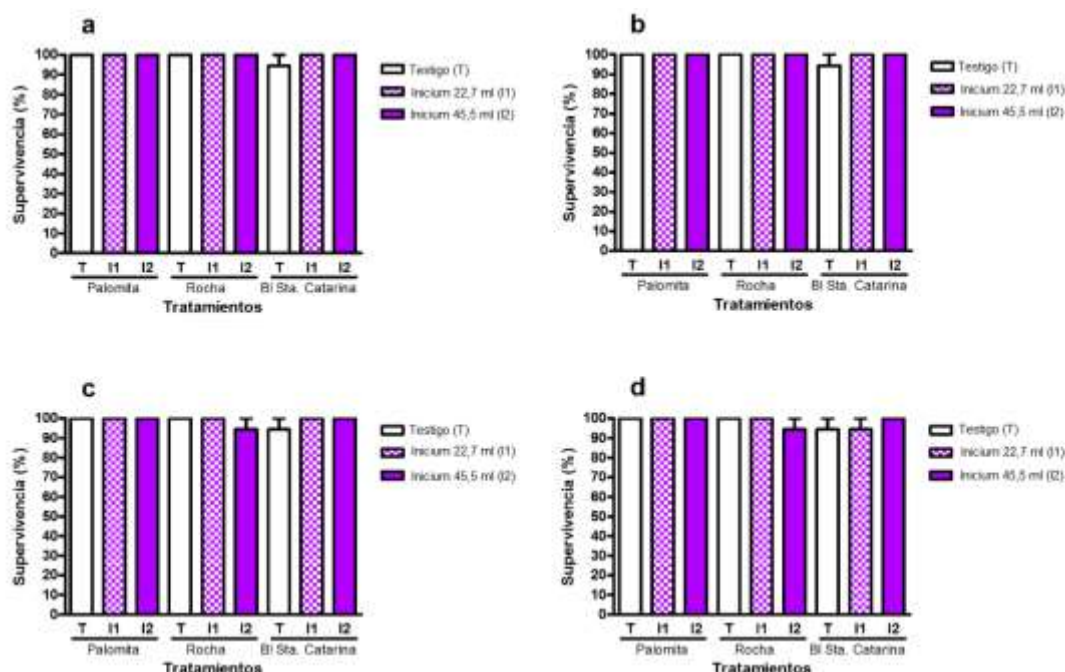 a
Supervivencia (%)
100
90
80
70
60
50
40
30
20
10
0
T I1 I2 T I1 I2 T I1 I2
Palomita Rocha Bl Sta. Catarina
Tratamientos
Testigo (T)
Inicium 22,7 ml (I1)
Inicium 45,5 ml (I2)
b
Supervivencia (%)
100
90
80
70
60
50
40
30
20
10
0
T I1 I2 T I1 I2 T I1 I2
Palomita Rocha Bl Sta. Catarina
Tratamientos
Testigo (T)
Inicium 22,7 ml (I1)
Inicium 45,5 ml (I2)
c
Supervivencia (%)
100
90
80
70
60
50
40
30
20
10
0
T I1 I2 T I1 I2 T I1 I2
Palomita Rocha Bl Sta. Catarina
Tratamientos
Testigo (T)
Inicium 22,7 ml (I1)
Inicium 45,5 ml (I2)
d
Supervivencia (%)
100
90
80
70
60
50
40
30
20
10
0
T I1 I2 T I1 I2 T I1 I2
Palomita Rocha Bl Sta. Catarina
Tratamientos
Testigo (T)
Inicium 22,7 ml (I1)
Inicium 45,5 ml (I2)